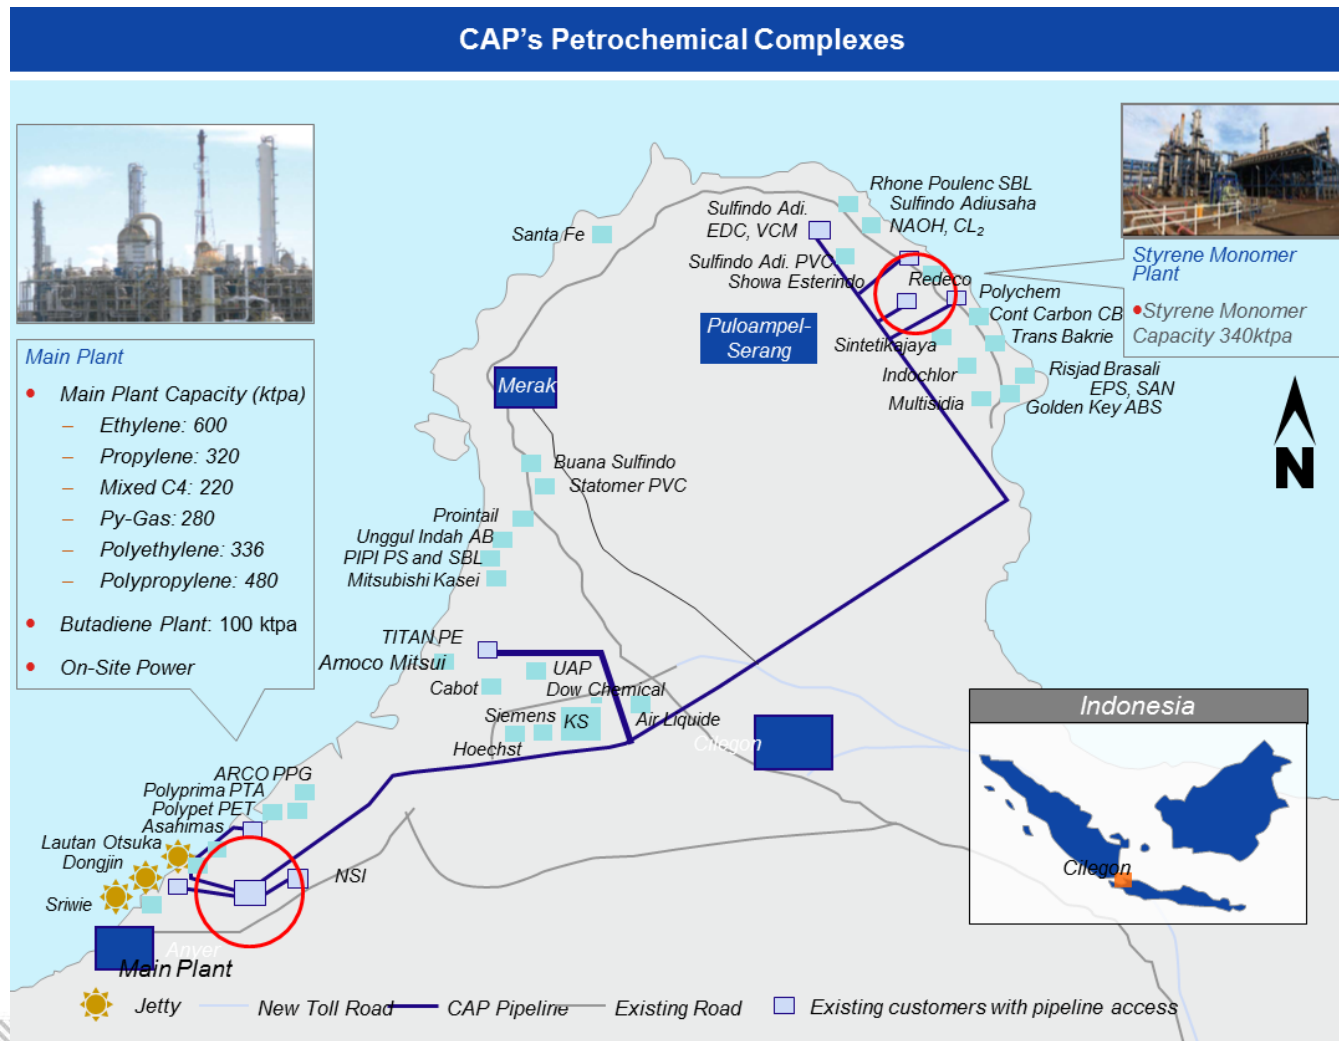 CAP's Petrochemical Complexes
Main Plant
• Main Plant Capacity (ktpa)
– Ethylene: 600
– Propylene: 320
– Mixed C4: 220
– Py-Gas: 280
– Polyethylene: 336
– Polypropylene: 480
• Butadiene Plant: 100 ktpa
• On-Site Power
Styrene Monomer
Plant
•Styrene Monomer
Capacity 340ktpa
Rhone Poulenc SBL
Sulfindo Adiusaha
NAOH, CL₂
Sulfindo Adi.
EDC, VCM
Santa Fe
Sulfindo Adi. PVC
Showa Esterindo
Redeco
Polychem
Cont Carbon CB
Trans Bakrie
Puloampel-
Serang
Sintetikajaya
Indochlor
Multisidia
Risjad Brasali
EPS, SAN
Golden Key ABS
N
Merak
Buana Sulfindo
Statomer PVC
Prointail
Unggul Indah AB
PIPI PS and SBL
Mitsubishi Kasei
TITAN PE
Amoco Mitsui
Cabot
UAP
Dow Chemical
Siemens
KS
Air Liquide
Hoechst
Cilegon
ARCO PPG
Polyprima PTA
Polypet PET
Asahimas
Lautan Otsuka
Dongjin
Sriwie
NSI
Anyer
Main Plant
Indonesia
Cilegon
Jetty
New Toll Road
CAP Pipeline
Existing Road
Existing customers with pipeline access